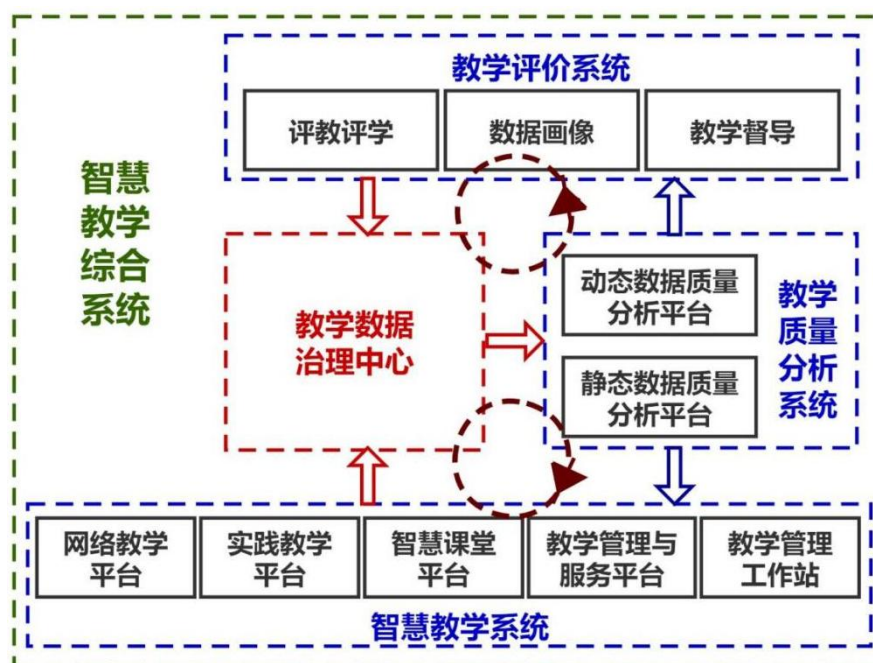 教学评价系统
评教评学
数据画像
教学督导
智慧
教学
综合
系统
教学数据
治理中心
动态数据质量
分析平台
静态数据质量
分析平台
教学
质量
分析
系统
网络教学
平台
实践教学
平台
智慧课堂
平台
教学管理与
服务平台
教学管理
工作站
智慧教学系统